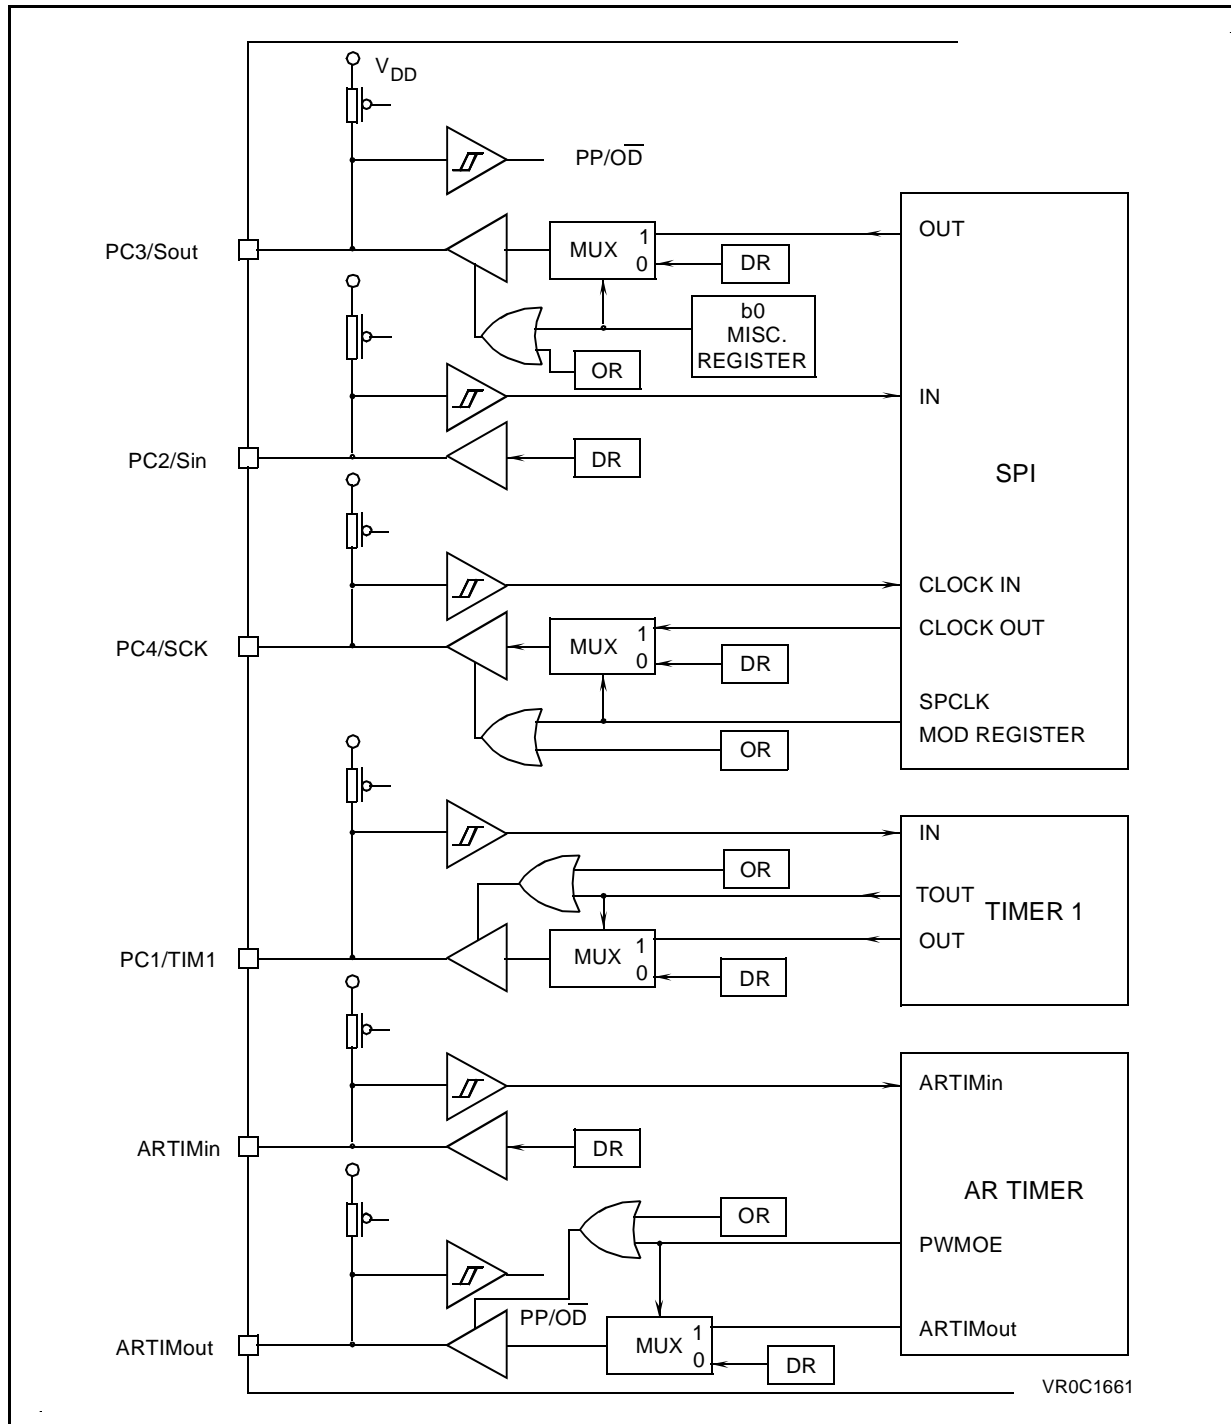 VDD
PP/OD
PC3/Sout
MUX 1 0
OUT
DR
b0
MISC.
REGISTER
OR
IN
PC2/Sin
DR
SPI
CLOCK IN
CLOCK OUT
PC4/SCK
MUX 1 0
DR
SPCLK
MOD REGISTER
OR
IN
OR
TOUT
TIMER 1
OUT
PC1/TIM1
MUX 1 0
DR
ARTIMin
ARTIMin
DR
AR TIMER
OR
PWMOE
PP/OD
ARTIMout
MUX 1 0
ARTIMout
DR
VR0C1661